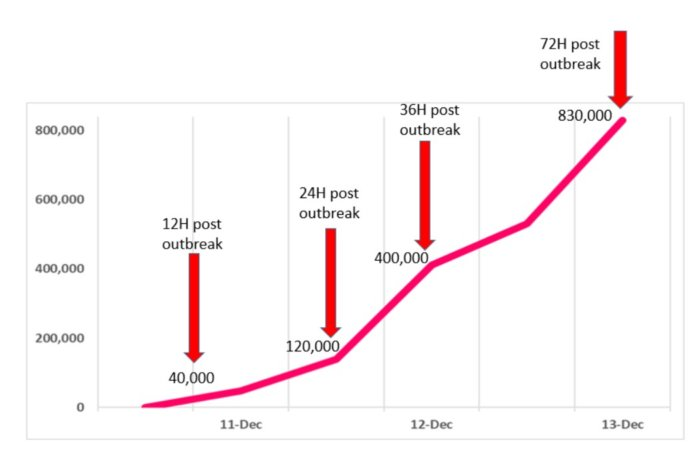 72H post
outbreak
830,000
36H post
outbreak
800,000
24H post
outbreak
600,000
12H post
outbreak
400,000
400,000
120,000
200,000
40,000
0
11-Dec
12-Dec
13-Dec